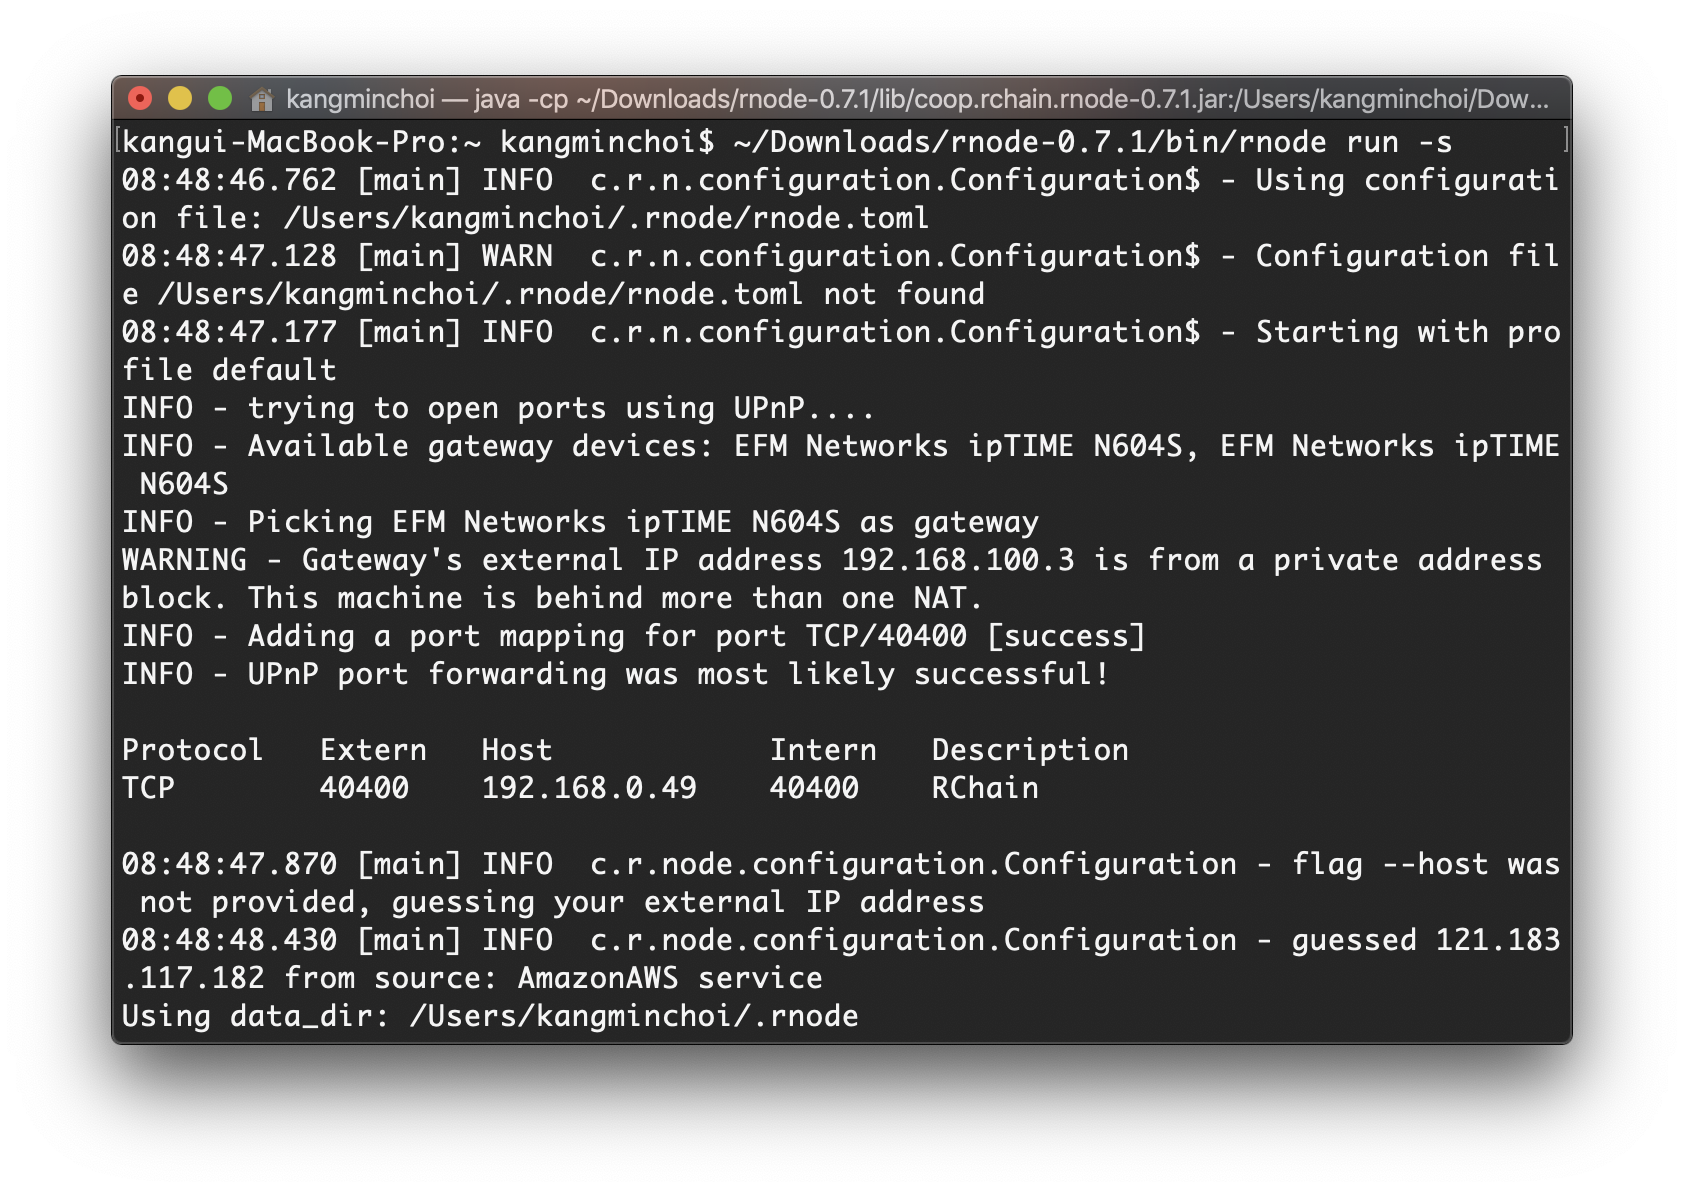 kangminchoi — java -cp ~/Downloads/rnode-0.7.1/lib/coop.rchain.rnode-0.7.1.jar:/Users/kangminchoi/Dow...
[kangui-MacBook-Pro:~ kangminchoi$ ~/Downloads/rnode-0.7.1/bin/rnode run -s ]
08:48:46.762 [main] INFO  c.r.n.configuration.Configuration$ - Using configurati
on file: /Users/kangminchoi/.rnode/rnode.toml
08:48:47.128 [main] WARN  c.r.n.configuration.Configuration$ - Configuration fil
e /Users/kangminchoi/.rnode/rnode.toml not found
08:48:47.177 [main] INFO  c.r.n.configuration.Configuration$ - Starting with pro
file default
INFO - trying to open ports using UPnP....
INFO - Available gateway devices: EFM Networks ipTIME N604S, EFM Networks ipTIME
 N604S
INFO - Picking EFM Networks ipTIME N604S as gateway
WARNING - Gateway's external IP address 192.168.100.3 is from a private address
block. This machine is behind more than one NAT.
INFO - Adding a port mapping for port TCP/40400 [success]
INFO - UPnP port forwarding was most likely successful!
Protocol   Extern   Host            Intern   Description
TCP        40400    192.168.0.49    40400    RChain
08:48:47.870 [main] INFO  c.r.node.configuration.Configuration - flag --host was
 not provided, guessing your external IP address
08:48:48.430 [main] INFO  c.r.node.configuration.Configuration - guessed 121.183
.117.182 from source: AmazonAWS service
Using data_dir: /Users/kangminchoi/.rnode